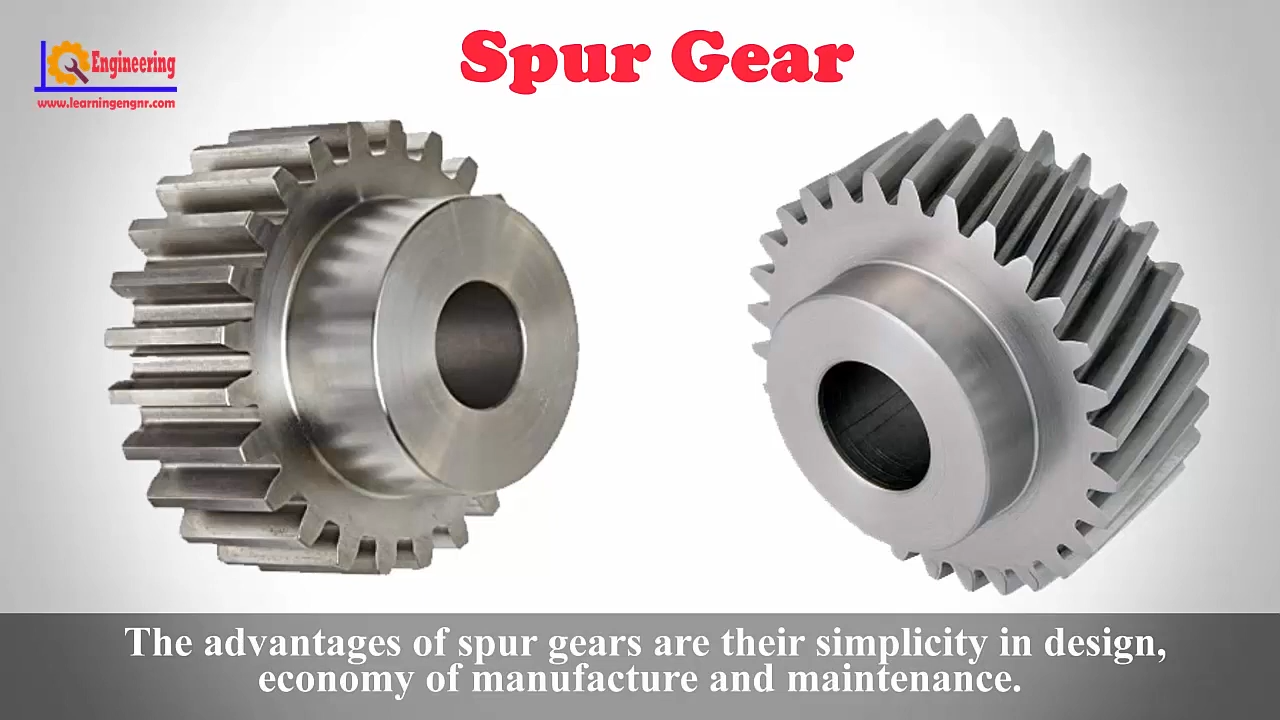 Spur Gear
Engineering
www.learningengnr.com
The advantages of spur gears are their simplicity in design,
economy of manufacture and maintenance.